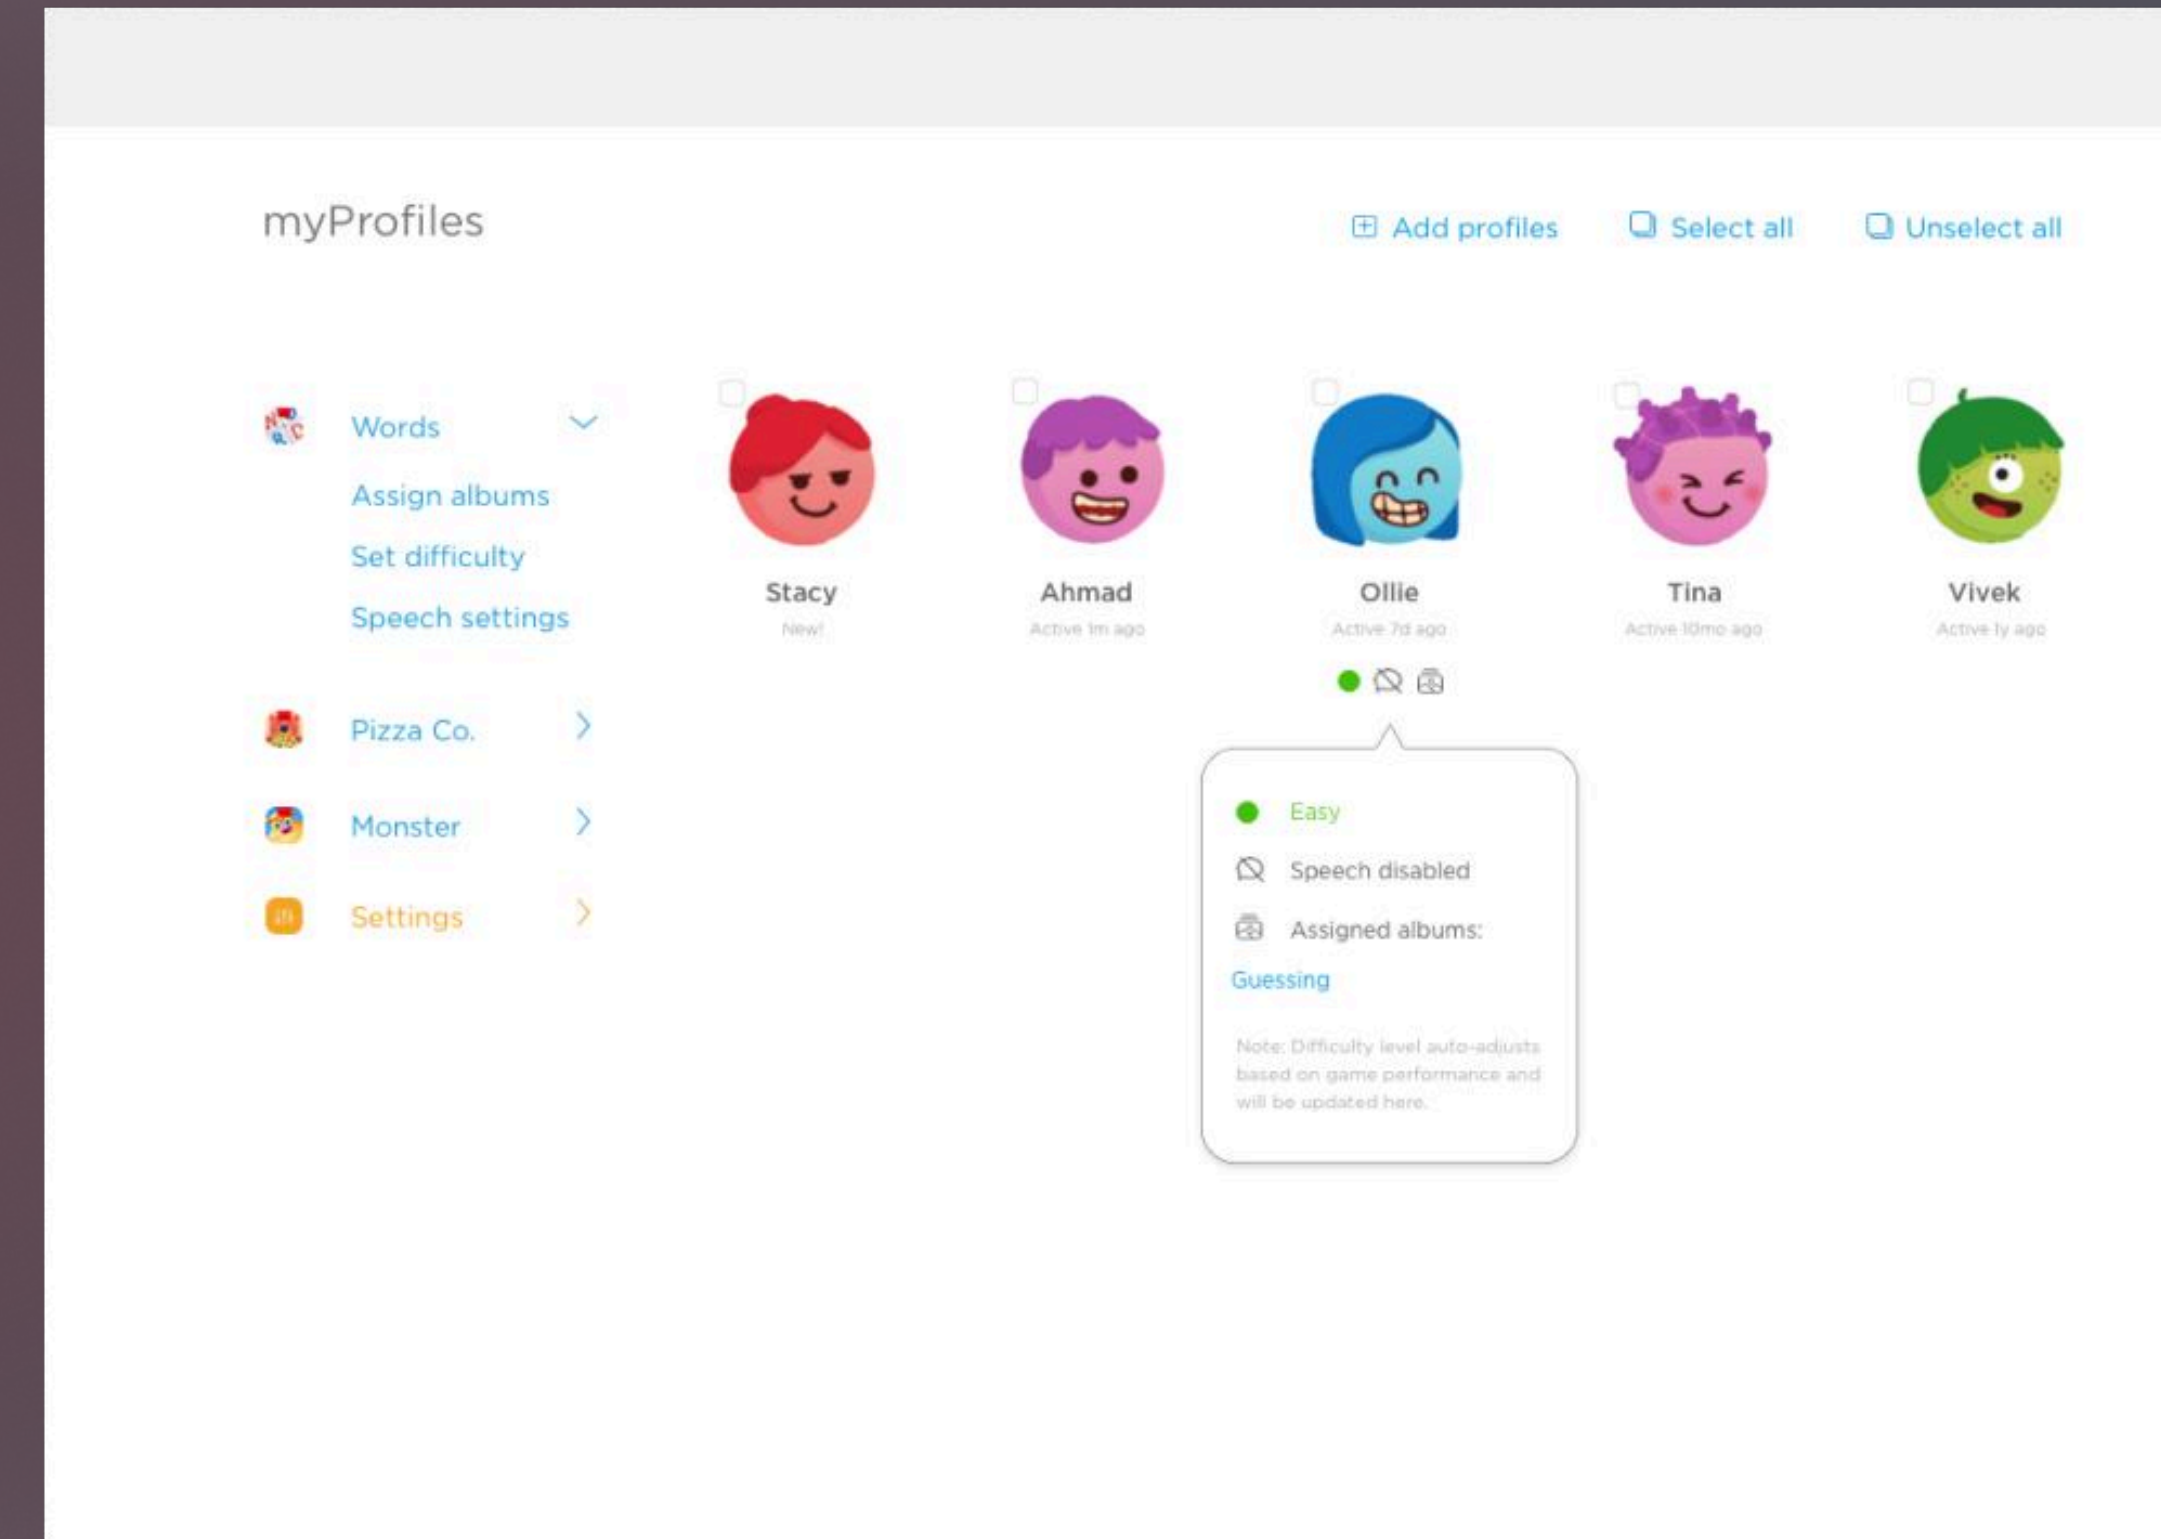 myProfiles
Add profiles
Select all
Unselect all
Words
Assign albums
Set difficulty
Speech settings
Pizza Co.
Monster
Settings
Stacy
New!
Ahmad
Active 1m ago
Ollie
Active 7d ago
Tina
Active 10mo ago
Vivek
Active 1y ago
Easy
Speech disabled
Assigned albums:
Guessing
Note: Difficulty level auto-adjusts
based on game performance and
will be updated here.